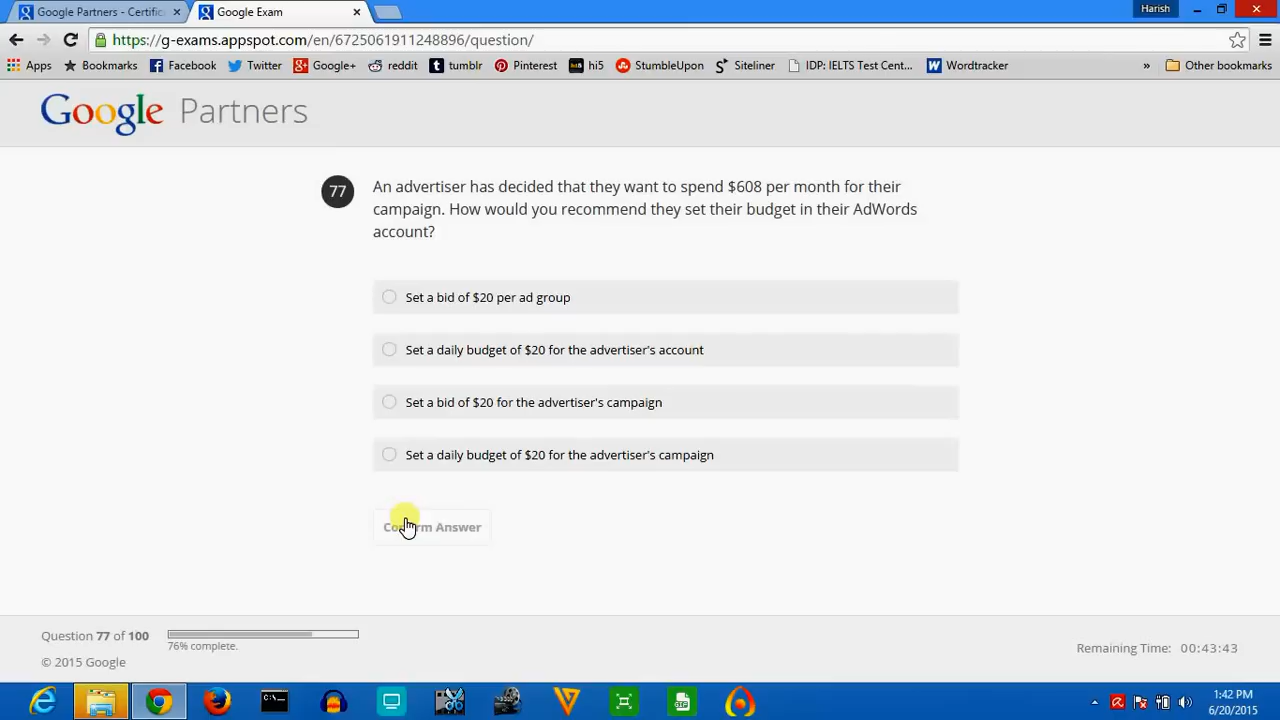 Google Partners - Certific
Google Exam
Harish
https://g-exams.appspot.com/en/6725061911248896/question/
Apps
Bookmarks
Facebook
Twitter
Google+
reddit
tumblr
Pinterest
hi5
StumbleUpon
Siteliner
IDP: IELTS Test Cent...
Wordtracker
»
Other bookmarks
Google Partners
77
An advertiser has decided that they want to spend $608 per month for their
campaign. How would you recommend they set their budget in their AdWords
account?
Set a bid of $20 per ad group
Set a daily budget of $20 for the advertiser's account
Set a bid of $20 for the advertiser's campaign
Set a daily budget of $20 for the advertiser's campaign
Confirm Answer
Question 77 of 100
76% complete.
© 2015 Google
Remaining Time: 00:43:43
1:42 PM
6/20/2015